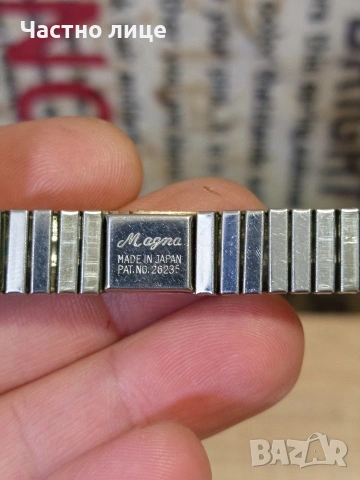 Частно лице
Magna
MADE IN JAPAN
PAT.NO. 26235
BAZAR